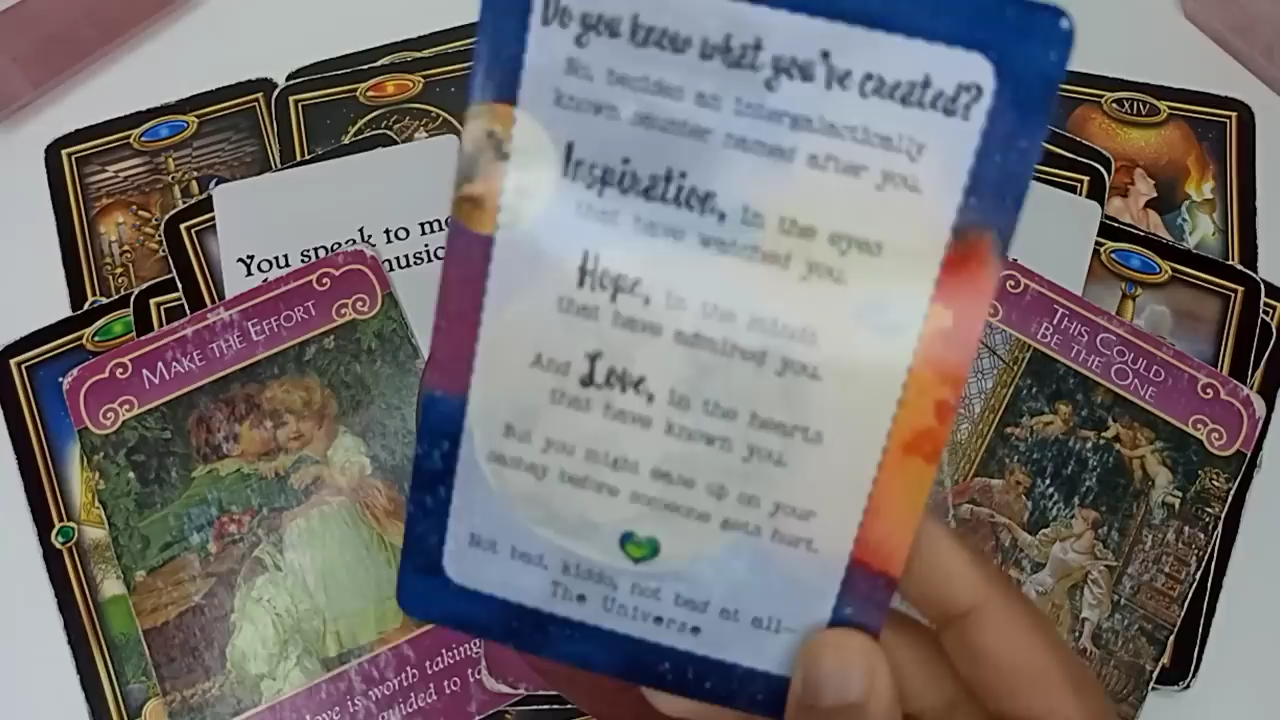 Do you know what you've created?
No, besides an intergalactically
known named after you.
Inspiration, in the eyes
that have watched you.
Hope, in the minds
that have admired you.
And Love, in the hearts
that have known you.
But you might ease up on your
before someone gets hurt.
Not bad, kiddo, not bad at all—
The Universe
You speak to me
music
MAKE THE EFFORT
love is worth taking
guided to
THIS COULD
BE THE ONE
XIV